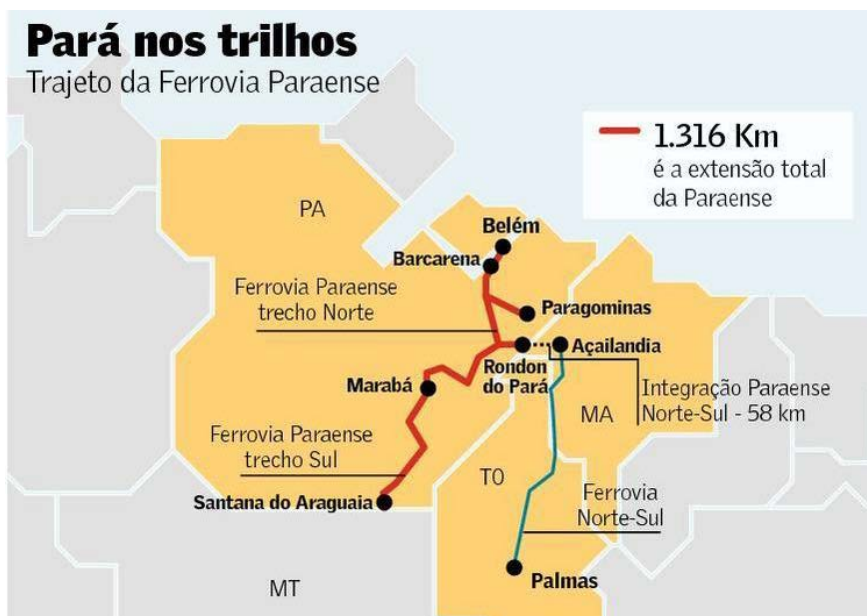 Pará nos trilhos
Trajeto da Ferrovia Paraense
1.316 Km
é a extensão total
da Paraense
PA
Belém
Barcarena
Ferrovia Paraense
trecho Norte
Paragominas
Rondon
do Pará
Açailandia
Marabá
Integração Paraense
Norte-Sul - 58 km
MA
Ferrovia Paraense
trecho Sul
TO
Santana do Araguaia
Ferrovia
Norte-Sul
MT
Palmas